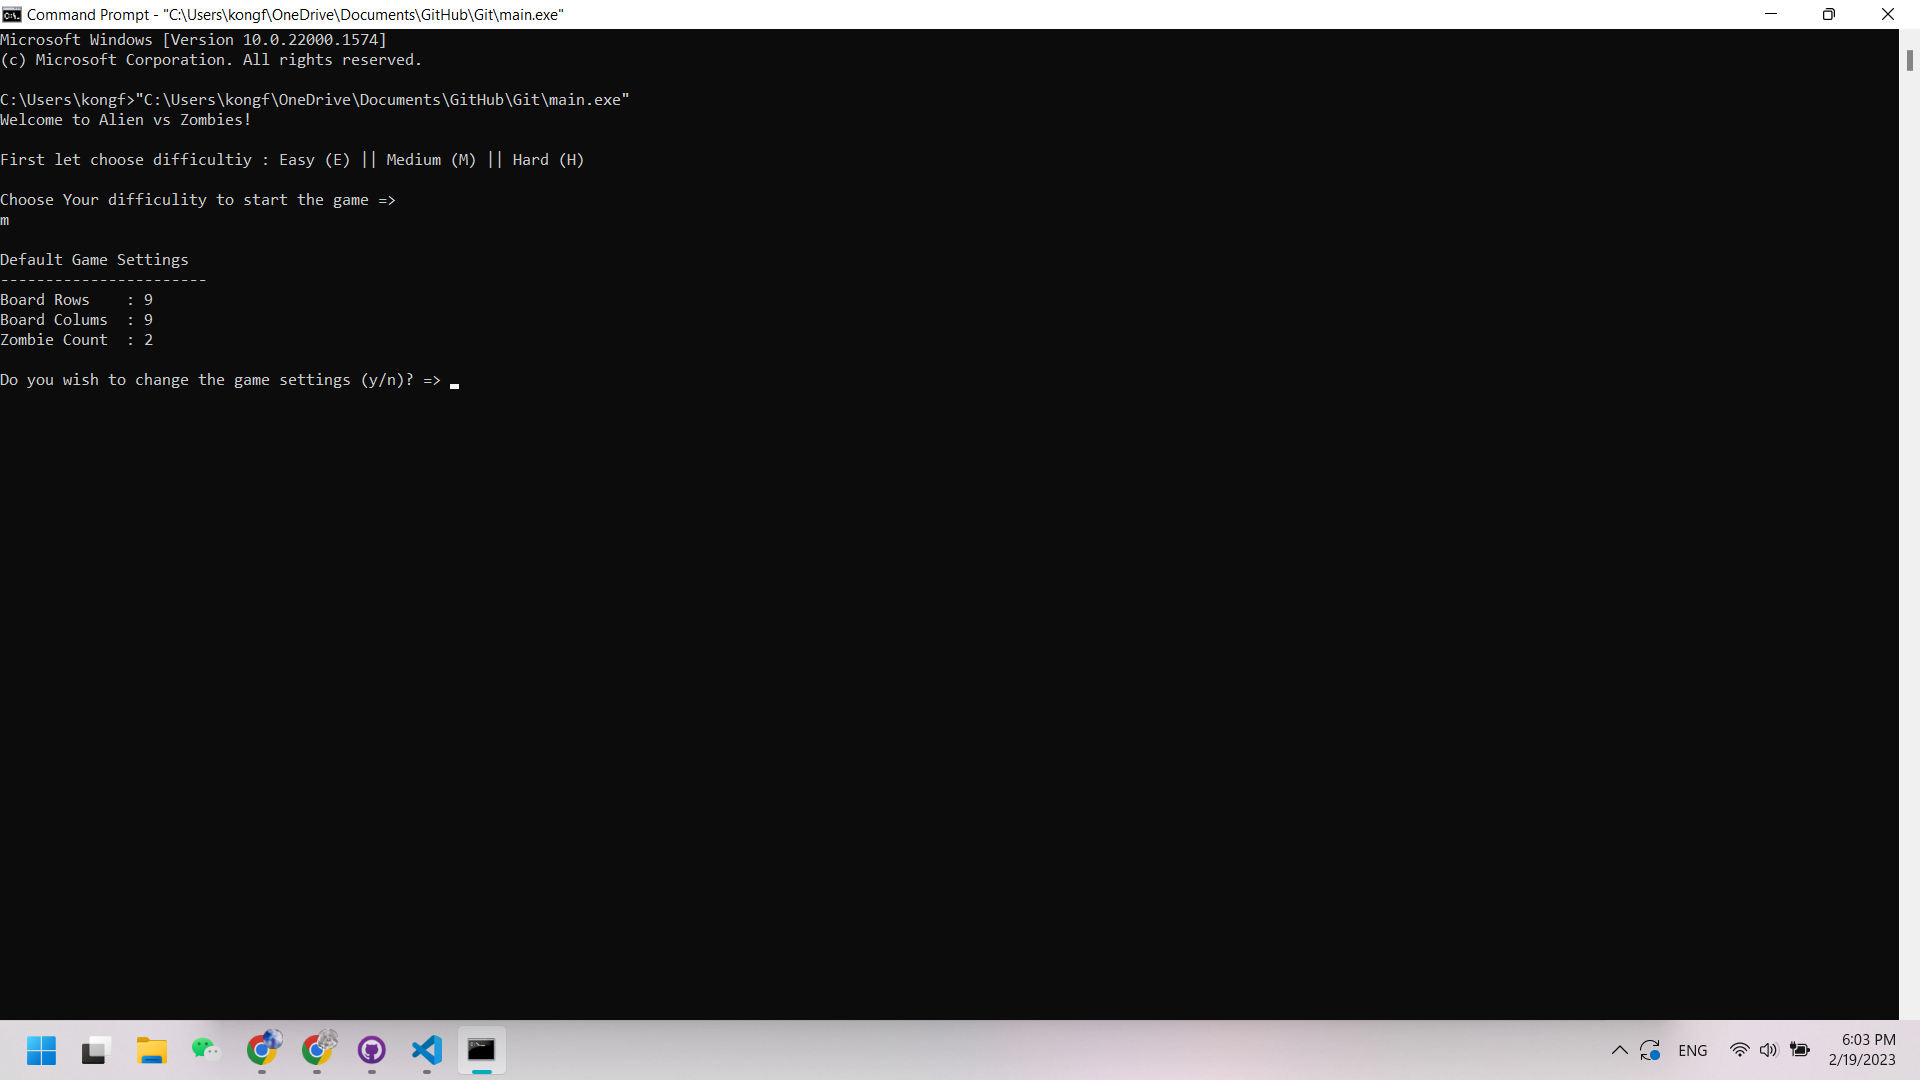 Command Prompt - "C:\Users\kongf\OneDrive\Documents\GitHub\Git\main.exe"
Microsoft Windows [Version 10.0.22000.1574]
(c) Microsoft Corporation. All rights reserved.
C:\Users\kongf>"C:\Users\kongf\OneDrive\Documents\GitHub\Git\main.exe"
Welcome to Alien vs Zombies!
First let choose difficultiy : Easy (E) || Medium (M) || Hard (H)
Choose Your difficulity to start the game =>
m
Default Game Settings
-----------------------
Board Rows    : 9
Board Colums  : 9
Zombie Count  : 2
Do you wish to change the game settings (y/n)? =>
ENG
6:03 PM
2/19/2023